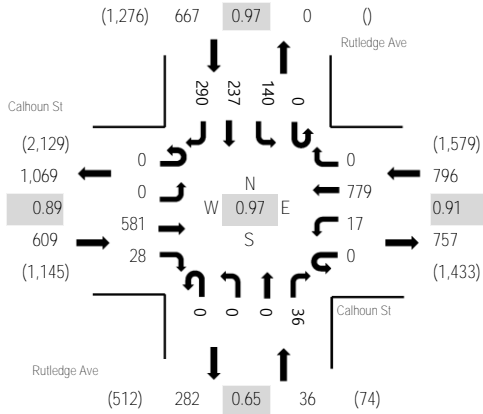 (1,276) 667 0.97 0 ()
Rutledge Ave
290 237 140 0
Calhoun St
(2,129)
1,069
0.89
609
(1,145)
0
0
581
28
N
W 0.97 E
S
0
779
17
0
(1,579)
796
0.91
757
(1,433)
0 0 0 36
Calhoun St
Rutledge Ave
(512) 282 0.65 36 (74)